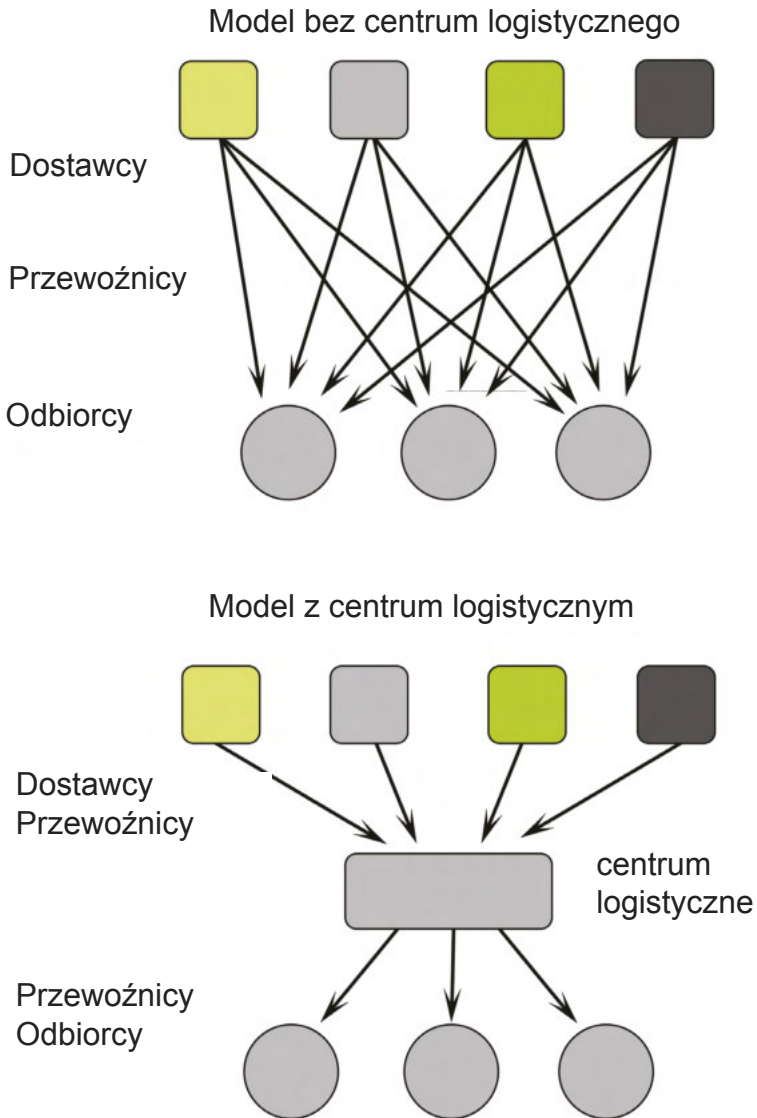 Model bez centrum logistycznego
Dostawcy
Przewoźnicy
Odbiorcy
Model z centrum logistycznym
Dostawcy
Przewoźnicy
centrum
logistyczne
Przewoźnicy
Odbiorcy